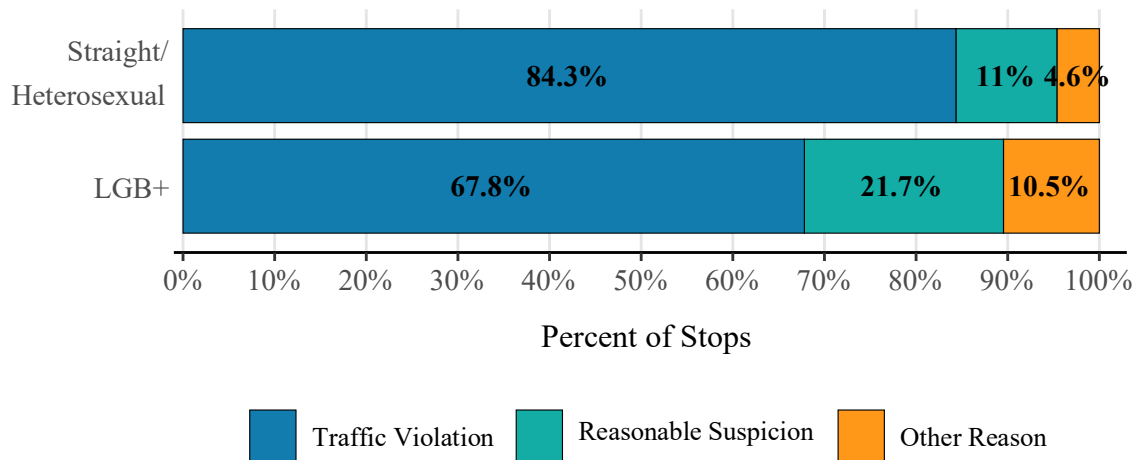 Straight/
Heterosexual
84.3% 11% 4.6%
LGB+
67.8% 21.7% 10.5%
0% 10% 20% 30% 40% 50% 60% 70% 80% 90% 100%
Percent of Stops
Traffic Violation Reasonable Suspicion Other Reason